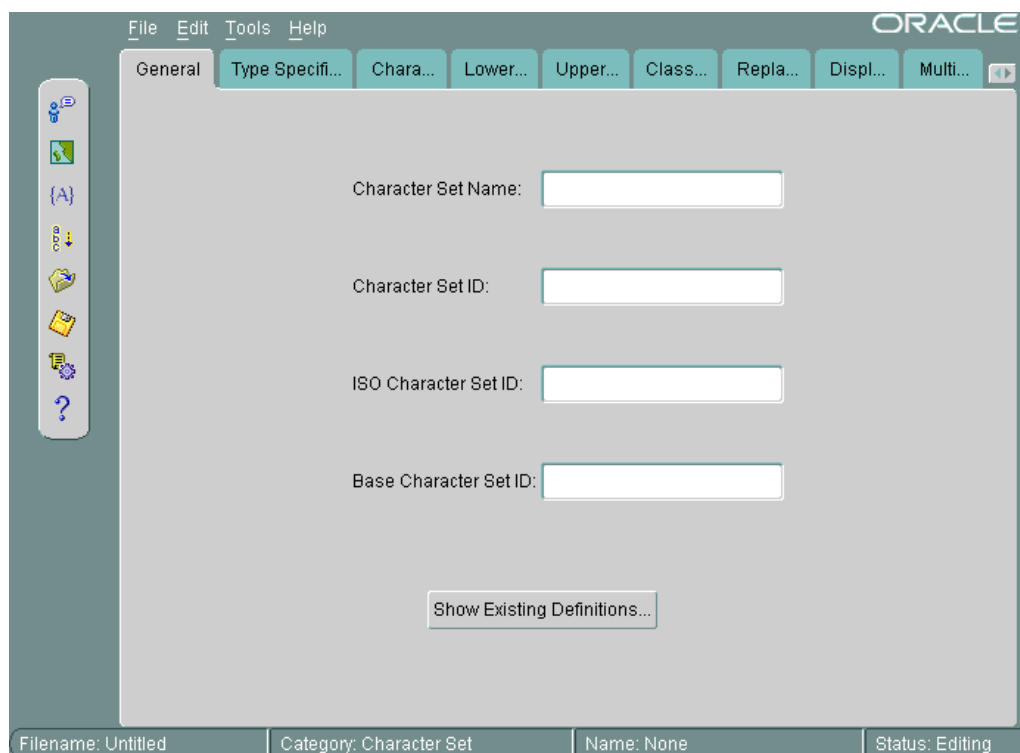 File Edit Tools Help
ORACLE
General Type Specifi... Chara... Lower... Upper... Class... Repla... Displ... Multi...
{A}
a
b
c
?
Character Set Name:
Character Set ID:
ISO Character Set ID:
Base Character Set ID:
Show Existing Definitions...
Filename: Untitled Category: Character Set Name: None Status: Editing